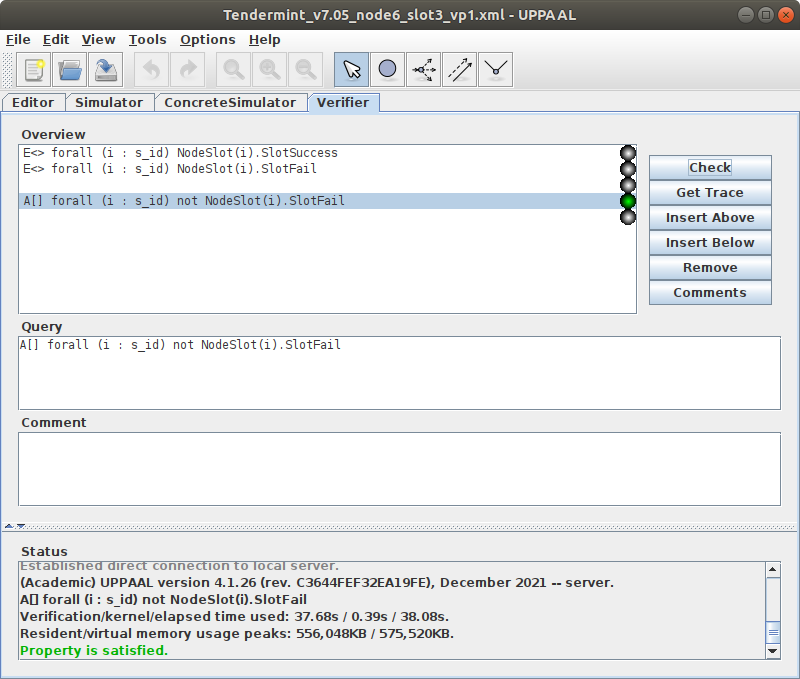 Tendermint_v7.05_node6_slot3_vp1.xml - UPPAAL
File Edit View Tools Options Help
Editor Simulator ConcreteSimulator Verifier
Overview
E<> forall (i : s_id) NodeSlot(i).SlotSuccess
E<> forall (i : s_id) NodeSlot(i).SlotFail
A[] forall (i : s_id) not NodeSlot(i).SlotFail
Check
Get Trace
Insert Above
Insert Below
Remove
Comments
Query
A[] forall (i : s_id) not NodeSlot(i).SlotFail
Comment
Status
Established direct connection to local server.
(Academic) UPPAAL version 4.1.26 (rev. C3644FEF32EA19FE), December 2021 -- server.
A[] forall (i : s_id) not NodeSlot(i).SlotFail
Verification/kernel/elapsed time used: 37.68s / 0.39s / 38.08s.
Resident/virtual memory usage peaks: 556,048KB / 575,520KB.
Property is satisfied.